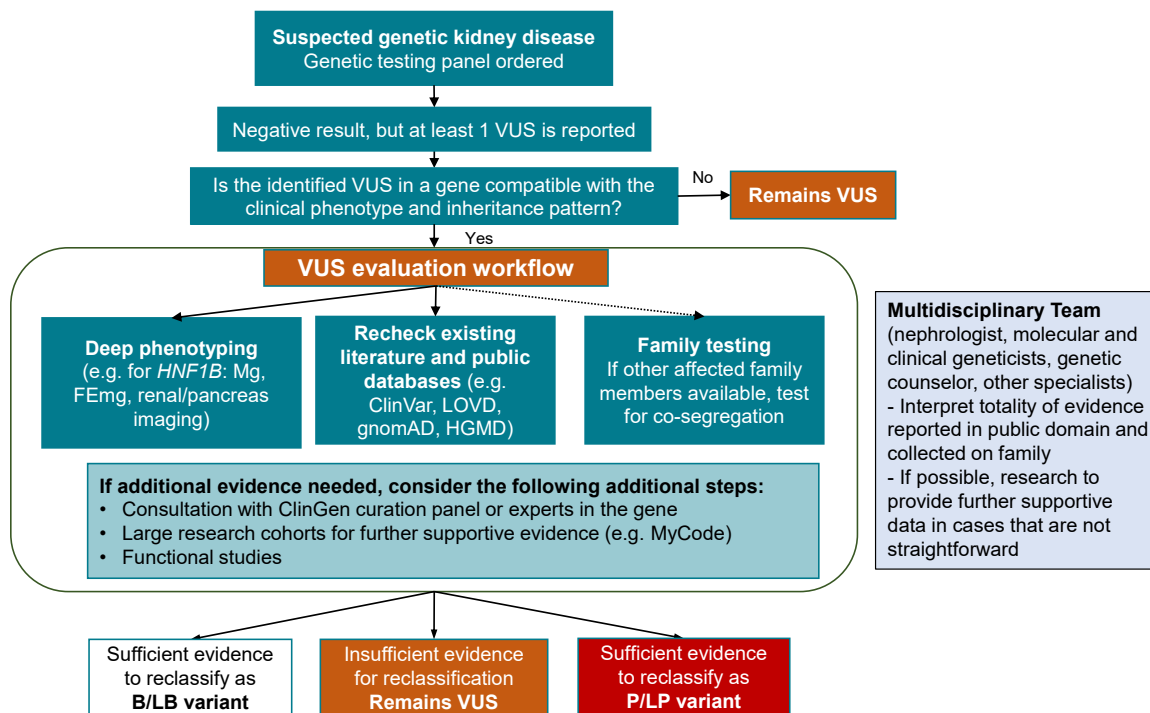 Suspected genetic kidney disease
Genetic testing panel ordered
Negative result, but at least 1 VUS is reported
Is the identified VUS in a gene compatible with the
clinical phenotype and inheritance pattern?
No
Remains VUS
Yes
VUS evaluation workflow
Deep phenotyping
(e.g. for HNF1B: Mg,
FEmg, renal/pancreas
imaging)
Recheck existing
literature and public
databases (e.g.
ClinVar, LOVD,
gnomAD, HGMD)
Family testing
If other affected family
members available, test
for co-segregation
If additional evidence needed, consider the following additional steps:
• Consultation with ClinGen curation panel or experts in the gene
• Large research cohorts for further supportive evidence (e.g. MyCode)
• Functional studies
Multidisciplinary Team
(nephrologist, molecular and
clinical geneticists, genetic
counselor, other specialists)
- Interpret totality of evidence
reported in public domain and
collected on family
- If possible, research to
provide further supportive
data in cases that are not
straightforward
Sufficient evidence
to reclassify as
B/LB variant
Insufficient evidence
for reclassification
Remains VUS
Sufficient evidence
to reclassify as
P/LP variant